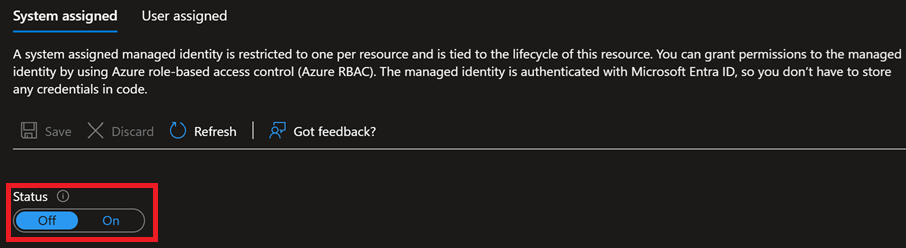 System assigned User assigned
A system assigned managed identity is restricted to one per resource and is tied to the lifecycle of this resource. You can grant permissions to the managed
identity by using Azure role-based access control (Azure RBAC). The managed identity is authenticated with Microsoft Entra ID, so you don’t have to store
any credentials in code.
Save Discard Refresh Got feedback?
Status
Off On